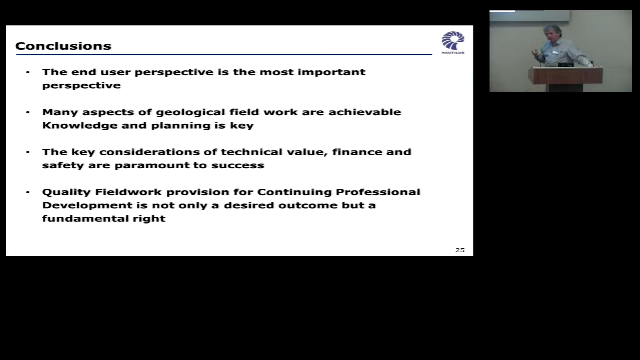 Conclusions
The end user perspective is the most important
perspective
Many aspects of geological field work are achievable
Knowledge and planning is key
The key considerations of technical value, finance and
safety are paramount to success
Quality Fieldwork provision for Continuing Professional
Development is not only a desired outcome but a
fundamental right
25